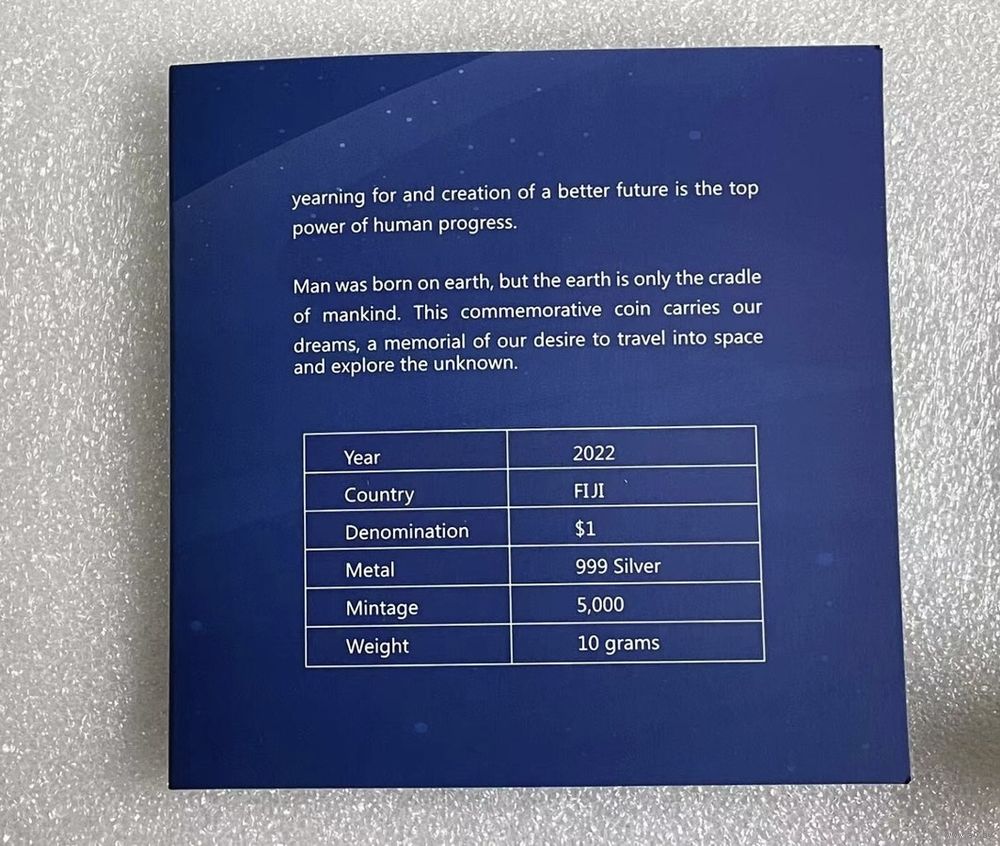 yearning for and creation of a better future is the top
power of human progress.
Man was born on earth, but the earth is only the cradle
of mankind. This commemorative coin carries our
dreams, a memorial of our desire to travel into space
and explore the unknown.
Year 2022
Country FIJI
Denomination $1
Metal 999 Silver
Mintage 5,000
Weight 10 grams